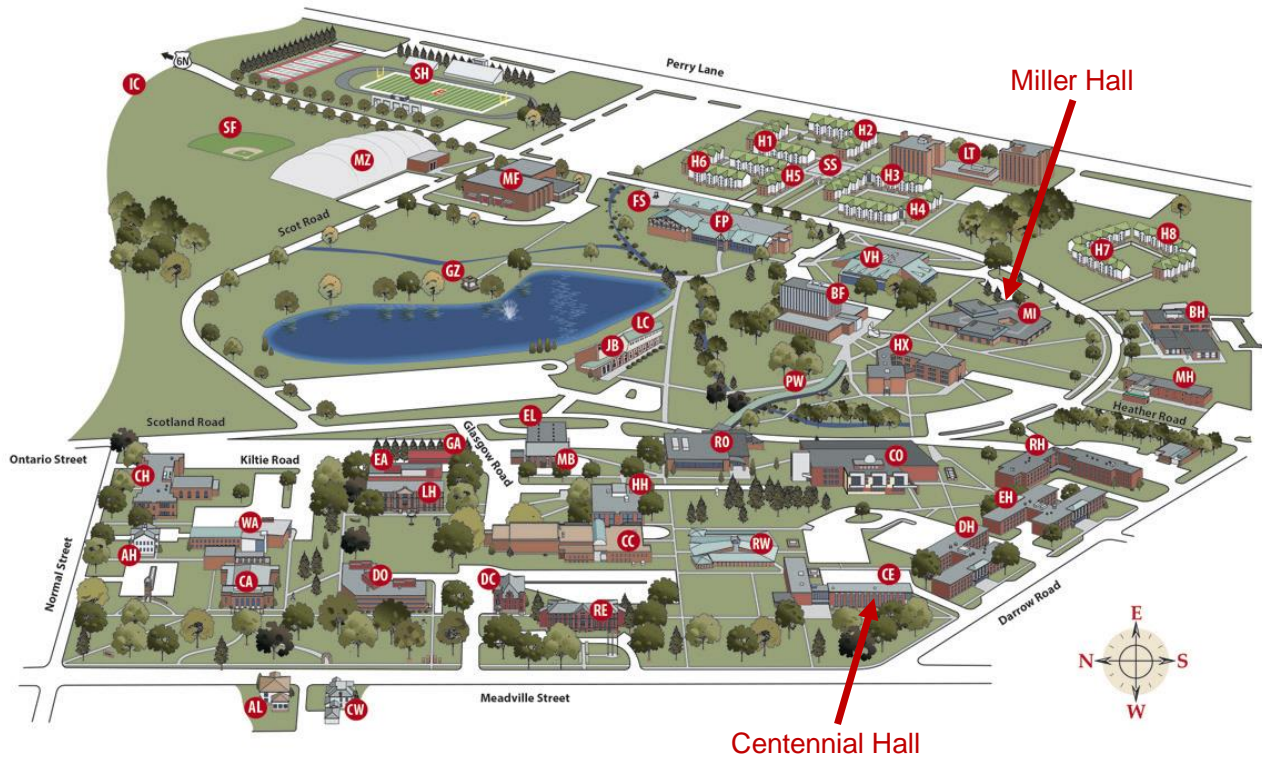 Perry Lane
6N
IC
SH
Miller Hall
SF
MZ
MF
H1
H2
LT
H6
SS
H5
H3
H4
FS
FP
H8
H7
Scot Road
GZ
VH
BF
MI
BH
LC
JB
HX
MH
PW
Heather Road
Scotland Road
EL
Ontario Street
Kiltie Road
EA
GA
Glasgow Road
MB
RO
CO
RH
CH
LH
HH
EH
WA
AH
CC
RW
DH
CA
DO
DC
CE
RE
Normal Street
Darrow Road
E
N
S
W
Meadville Street
AL
CW
Centennial Hall